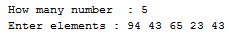 How many number  : 5
Enter elements : 94 43 65 23 43